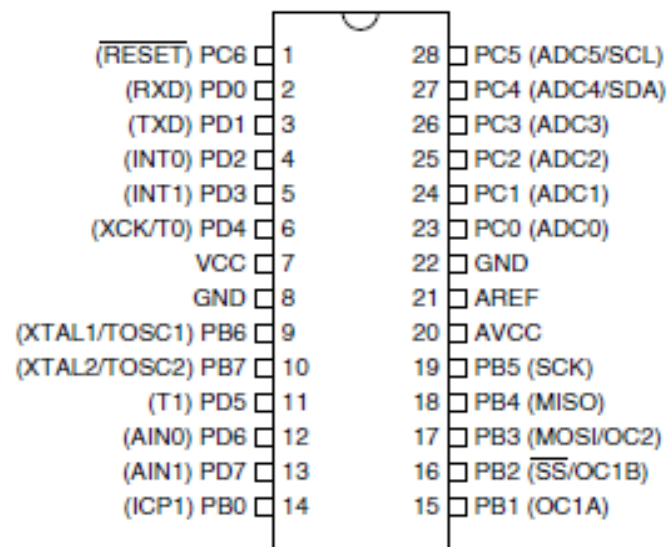 (RESET) PC6 1 28 PC5 (ADC5/SCL)
(RXD) PD0 2 27 PC4 (ADC4/SDA)
(TXD) PD1 3 26 PC3 (ADC3)
(INT0) PD2 4 25 PC2 (ADC2)
(INT1) PD3 5 24 PC1 (ADC1)
(XCK/T0) PD4 6 23 PC0 (ADC0)
VCC 7 22 GND
GND 8 21 AREF
(XTAL1/TOSC1) PB6 9 20 AVCC
(XTAL2/TOSC2) PB7 10 19 PB5 (SCK)
(T1) PD5 11 18 PB4 (MISO)
(AIN0) PD6 12 17 PB3 (MOSI/OC2)
(AIN1) PD7 13 16 PB2 (SS/OC1B)
(ICP1) PB0 14 15 PB1 (OC1A)